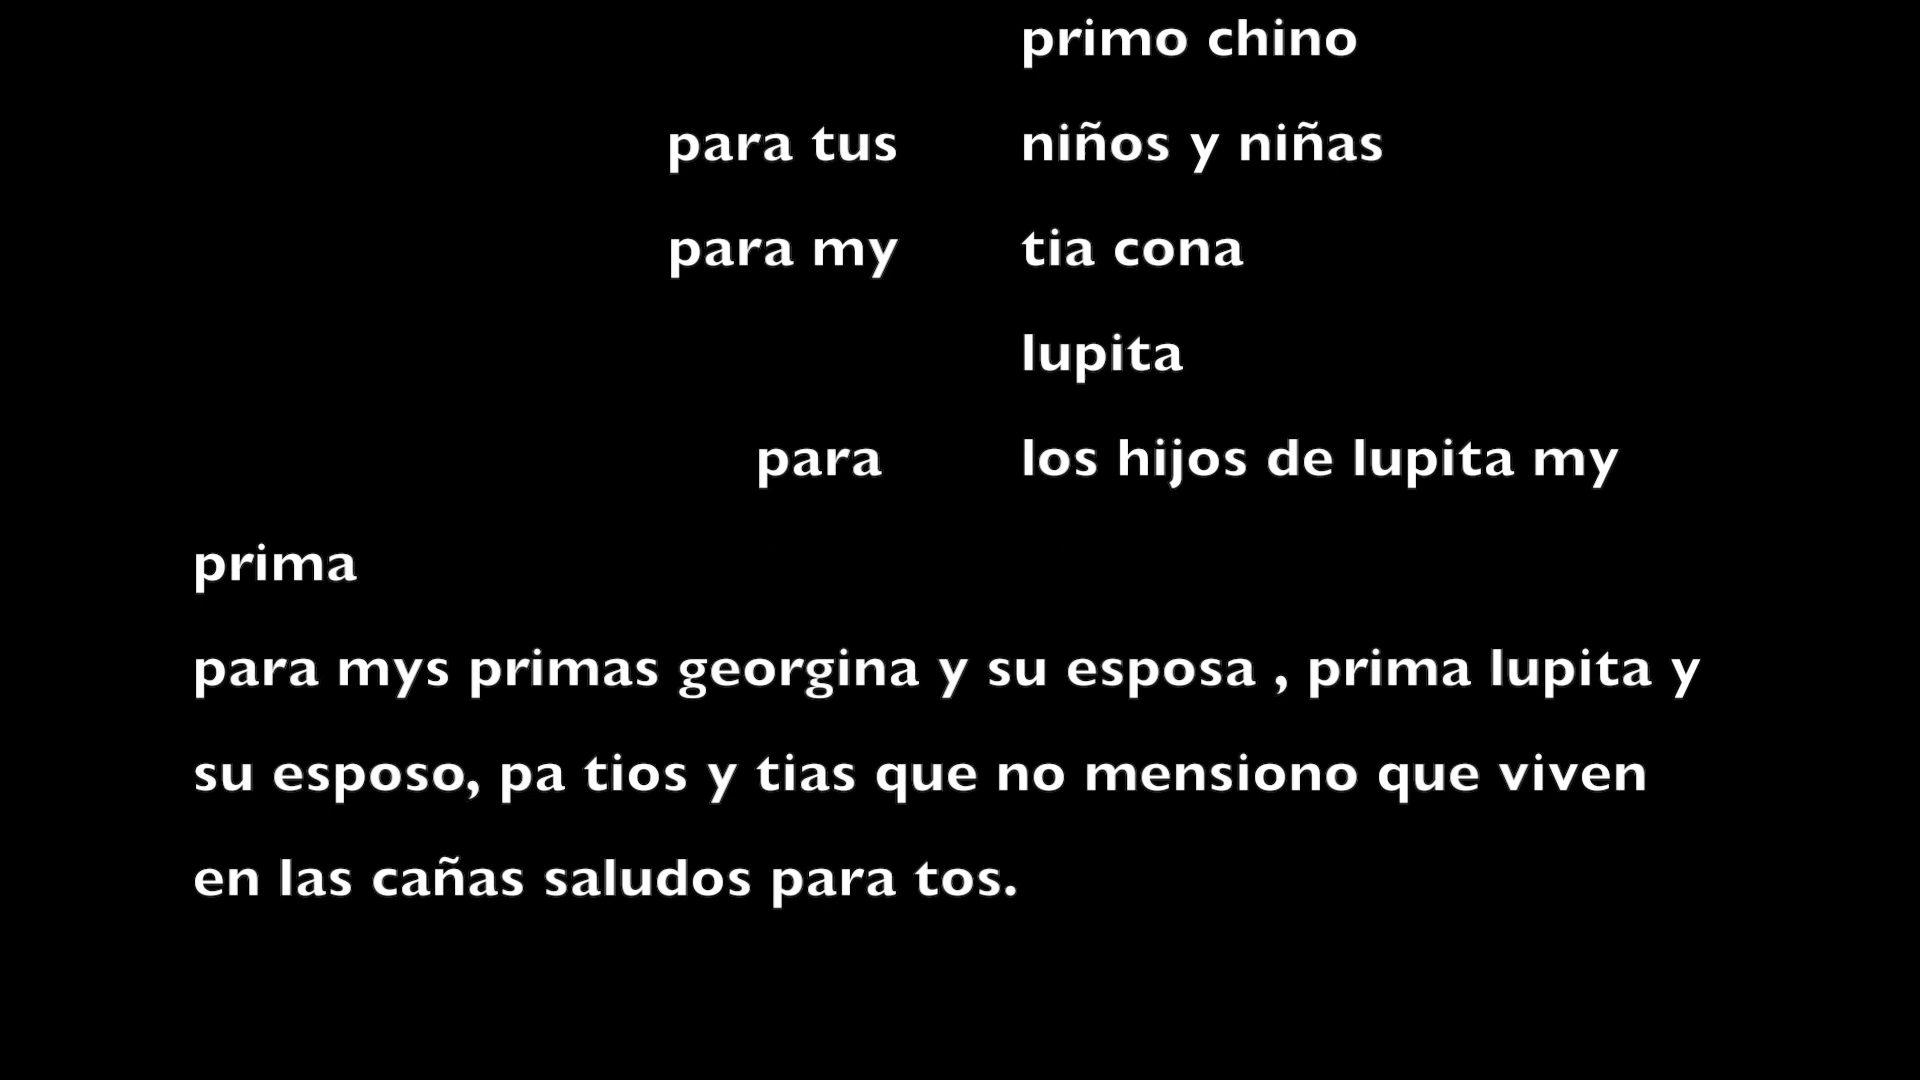 primo chino
para tus niños y niñas
para my tia cona
lupita
para los hijos de lupita my
prima
para mys primas georgina y su esposa , prima lupita y
su esposo, pa tios y tias que no mensiono que viven
en las cañas saludos para tos.